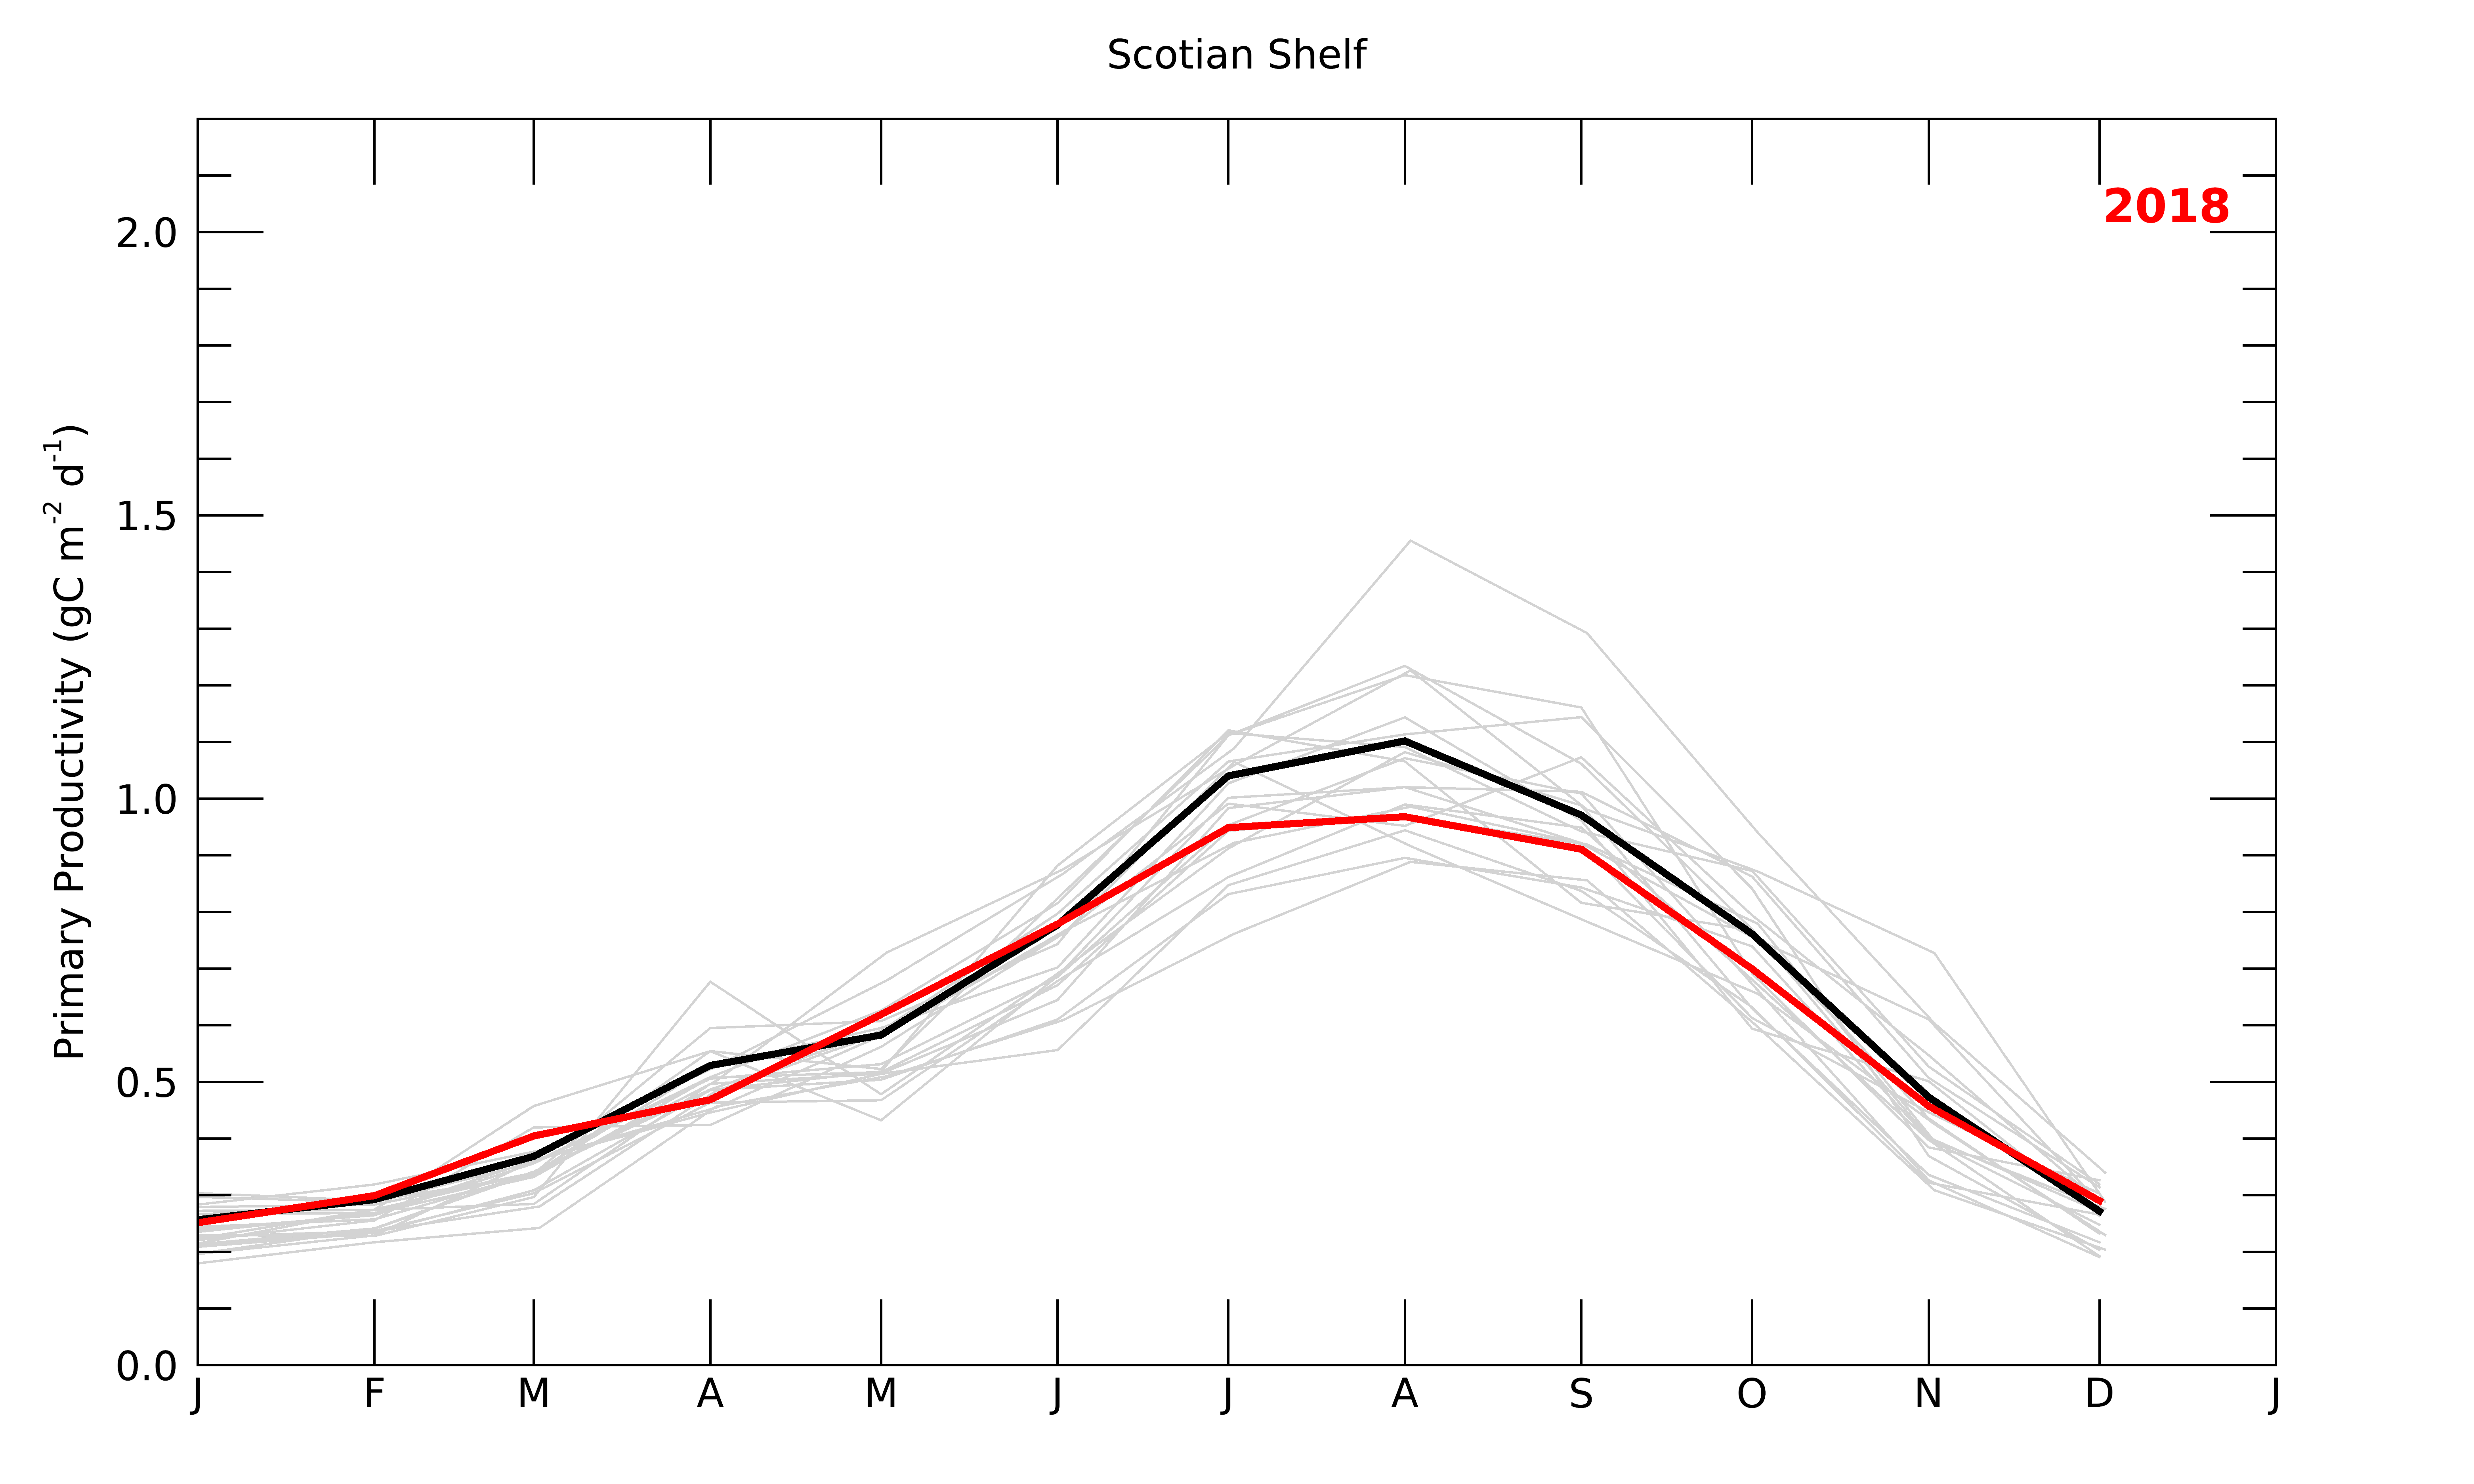 Scotian Shelf
2018
Primary Productivity (gC m⁻² d⁻¹)
2.0
1.5
1.0
0.5
0.0
J F M A M J J A S O N D J